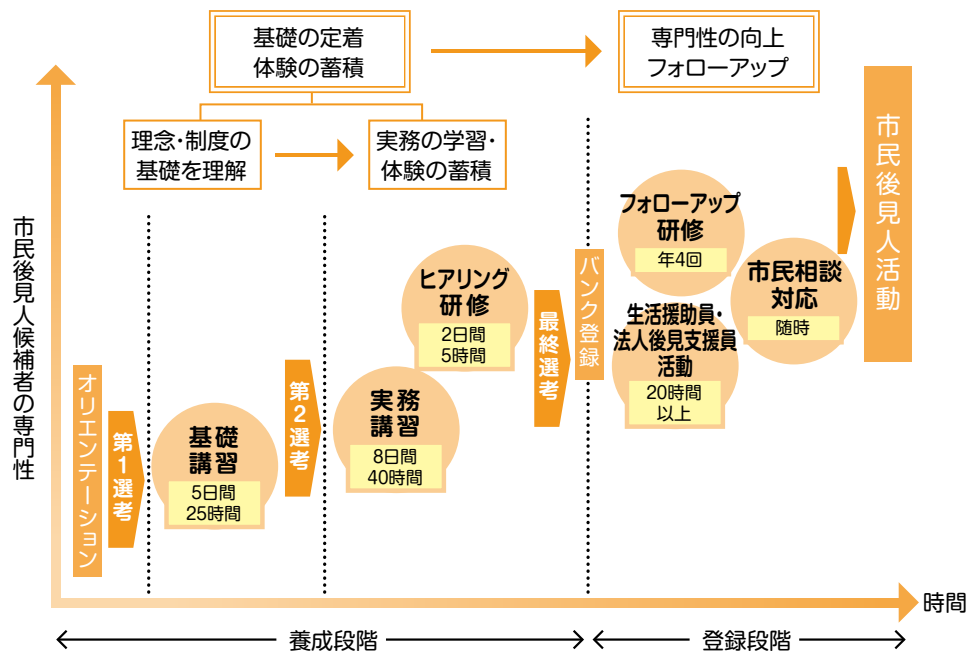 基礎の定着
体験の蓄積
専門性の向上
フォローアップ
理念・制度の
基礎を理解
実務の学習・
体験の蓄積
市民後見人候補者の専門性
オリエンテーション
第1選考
基礎
講習
5日間
25時間
第2選考
実務
講習
8日間
40時間
ヒアリング
研修
2日間
5時間
最終選考
バンク登録
フォローアップ
研修
年4回
生活援助員・
法人後見支援員
活動
20時間
以上
市民相談
対応
随時
市民後見人活動
時間
養成段階
登録段階